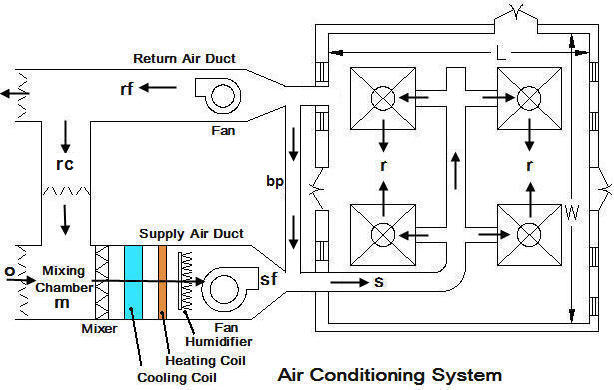 Return Air Duct
L
rf
Fan
rc
r
r
bp
W
Supply Air Duct
o
Mixing
Chamber
m
sf
s
Mixer
Fan
Humidifier
Heating Coil
Cooling Coil
Air Conditioning System